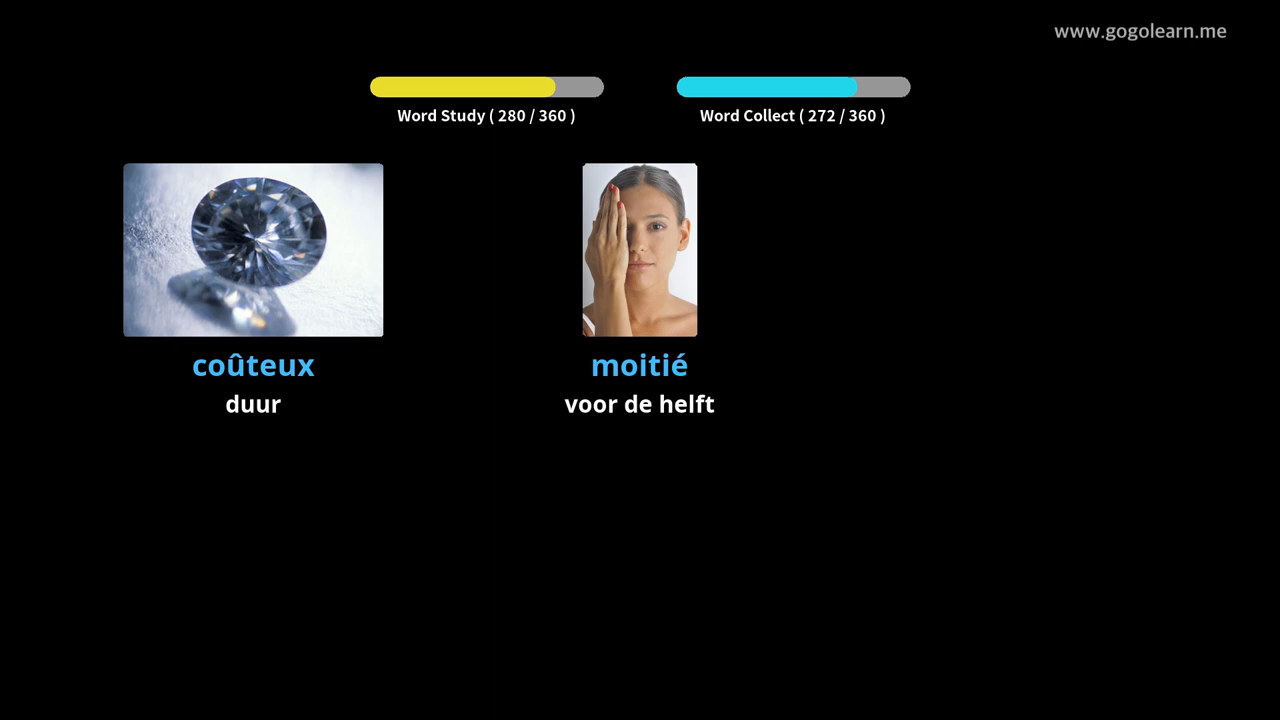 www.gogolearn.me
Word Study ( 280 / 360 )
Word Collect ( 272 / 360 )
coûteux
duur
moitié
voor de helft